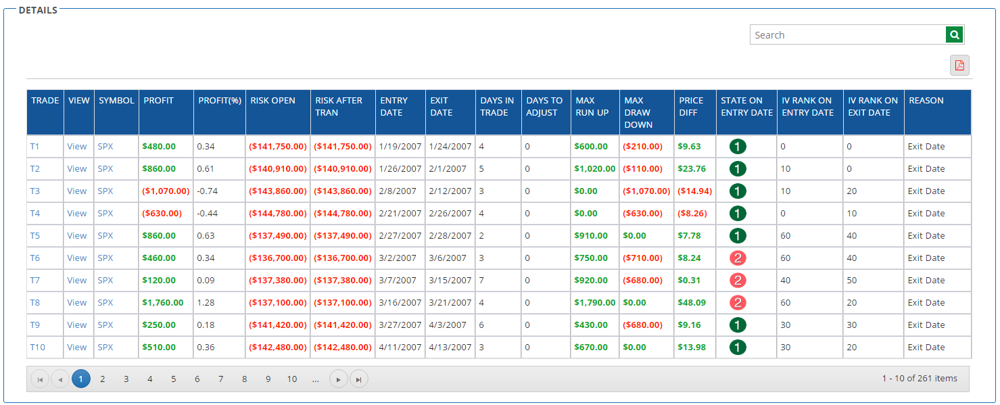 DETAILS
Search
TRADE VIEW SYMBOL PROFIT PROFIT(%) RISK OPEN RISK AFTER TRAN ENTRY DATE EXIT DATE DAYS IN TRADE DAYS TO ADJUST MAX RUN UP MAX DRAW DOWN PRICE DIFF STATE ON ENTRY DATE IV RANK ON ENTRY DATE IV RANK ON EXIT DATE REASON
T1 View SPX $480.00 0.34 ($141,750.00) ($141,750.00) 1/19/2007 1/24/2007 4 0 $600.00 ($210.00) $9.63 1 0 0 Exit Date
T2 View SPX $860.00 0.61 ($140,910.00) ($140,910.00) 1/26/2007 2/1/2007 5 0 $1,020.00 ($110.00) $23.76 1 10 0 Exit Date
T3 View SPX ($1,070.00) -0.74 ($143,860.00) ($143,860.00) 2/8/2007 2/12/2007 3 0 $0.00 ($1,070.00) ($14.94) 1 10 20 Exit Date
T4 View SPX ($630.00) -0.44 ($144,780.00) ($144,780.00) 2/21/2007 2/26/2007 4 0 $0.00 ($630.00) ($8.26) 1 0 10 Exit Date
T5 View SPX $860.00 0.63 ($137,490.00) ($137,490.00) 2/27/2007 2/28/2007 2 0 $910.00 $0.00 $7.78 1 60 40 Exit Date
T6 View SPX $460.00 0.34 ($136,700.00) ($136,700.00) 3/2/2007 3/6/2007 3 0 $750.00 ($710.00) $8.24 2 60 40 Exit Date
T7 View SPX $120.00 0.09 ($137,380.00) ($137,380.00) 3/7/2007 3/15/2007 7 0 $920.00 ($680.00) $0.31 2 40 50 Exit Date
T8 View SPX $1,760.00 1.28 ($137,100.00) ($137,100.00) 3/16/2007 3/21/2007 4 0 $1,790.00 $0.00 $48.09 2 60 20 Exit Date
T9 View SPX $250.00 0.18 ($141,420.00) ($141,420.00) 3/27/2007 4/3/2007 6 0 $430.00 ($680.00) $9.16 1 30 30 Exit Date
T10 View SPX $510.00 0.36 ($142,480.00) ($142,480.00) 4/11/2007 4/13/2007 3 0 $670.00 $0.00 $13.98 1 30 20 Exit Date
1 2 3 4 5 6 7 8 9 10 ... 1 - 10 of 261 items